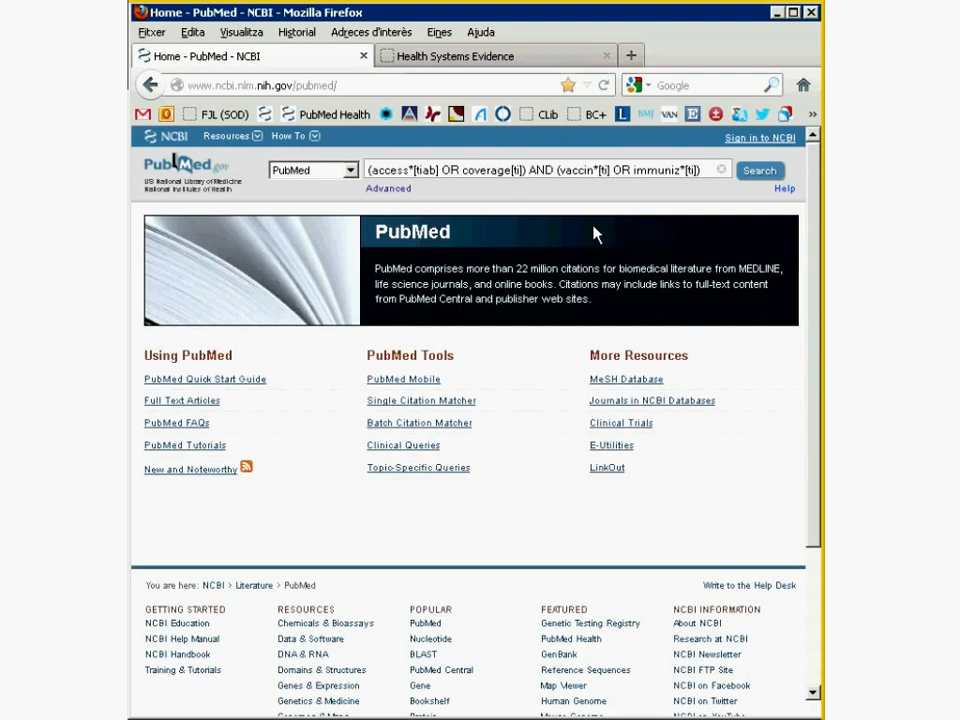 Home - PubMed - NCBI - Mozilla Firefox
Fitxer Edita Visualitza Historial Adreces d'interès Eines Ajuda
Home - PubMed - NCBI × Health Systems Evidence × +
www.ncbi.nlm.nih.gov/pubmed/ Google
FJL (SOD) PubMed Health CLib BC+ L BMJ VAN E »
NCBI Resources How To Sign in to NCBI
PubMed.gov PubMed (access*[tiab] OR coverage[ti]) AND (vaccin*[ti] OR immuniz*[ti]) Search
US National Library of Medicine
National Institutes of Health
Advanced Help
PubMed
PubMed comprises more than 22 million citations for biomedical literature from MEDLINE,
life science journals, and online books. Citations may include links to full-text content
from PubMed Central and publisher web sites.
Using PubMed PubMed Tools More Resources
PubMed Quick Start Guide PubMed Mobile MeSH Database
Full Text Articles Single Citation Matcher Journals in NCBI Databases
PubMed FAQs Batch Citation Matcher Clinical Trials
PubMed Tutorials Clinical Queries E-Utilities
New and Noteworthy Topic-Specific Queries LinkOut
You are here: NCBI > Literature > PubMed Write to the Help Desk
GETTING STARTED RESOURCES POPULAR FEATURED NCBI INFORMATION
NCBI Education Chemicals & Bioassays PubMed Genetic Testing Registry About NCBI
NCBI Help Manual Data & Software Nucleotide PubMed Health Research at NCBI
NCBI Handbook DNA & RNA BLAST GenBank NCBI Newsletter
Training & Tutorials Domains & Structures PubMed Central Reference Sequences NCBI FTP Site
Genes & Expression Gene Map Viewer NCBI on Facebook
Genetics & Medicine Bookshelf Human Genome NCBI on Twitter